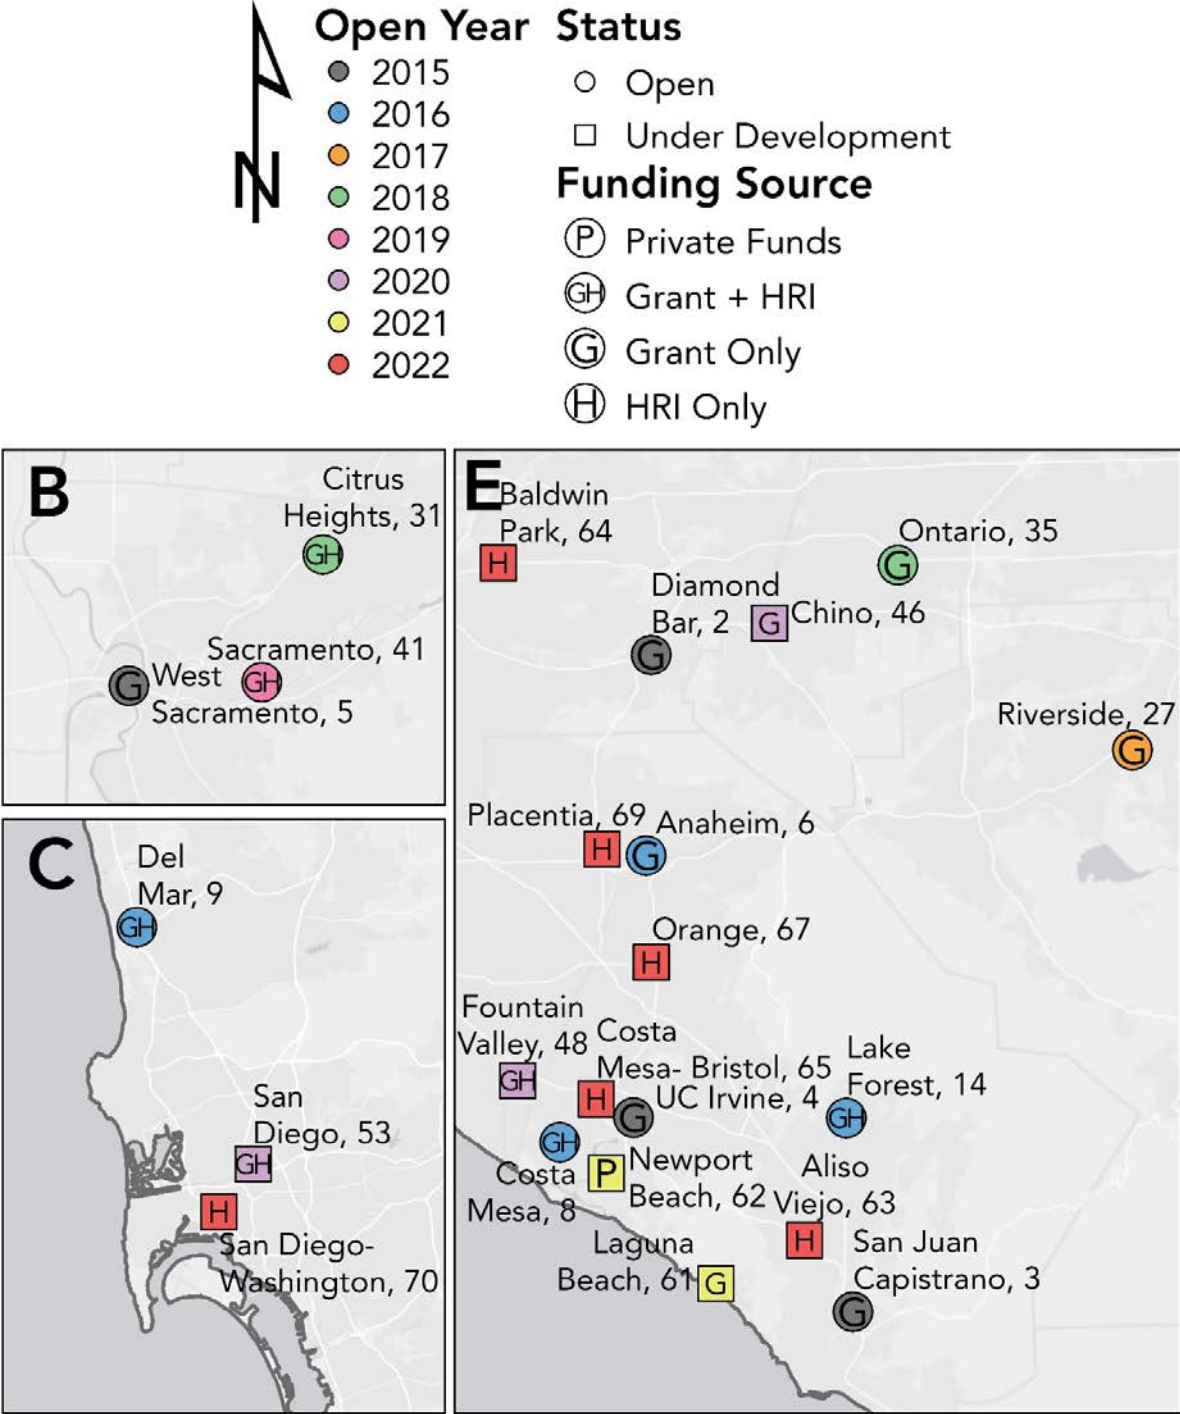 N
Open Year
2015
2016
2017
2018
2019
2020
2021
2022
Status
Open
Under Development
Funding Source
P Private Funds
GH Grant + HRI
G Grant Only
H HRI Only
B
Citrus
Heights, 31
GH
Sacramento, 41
GH
G
West
Sacramento, 5
C
Del
Mar, 9
GH
San
Diego, 53
GH
H
San Diego-
Washington, 70
E
Baldwin
Park, 64
H
Ontario, 35
G
Diamond
Bar, 2
G
G
Chino, 46
Riverside, 27
G
Placentia, 69
H
Anaheim, 6
G
Orange, 67
H
Fountain
Valley, 48
GH
Costa
Mesa- Bristol, 65
H
UC Irvine, 4
G
Lake
Forest, 14
GH
GH
Costa
Mesa, 8
P
Newport
Beach, 62
Aliso
Viejo, 63
H
Laguna
Beach, 61
G
San Juan
Capistrano, 3
G